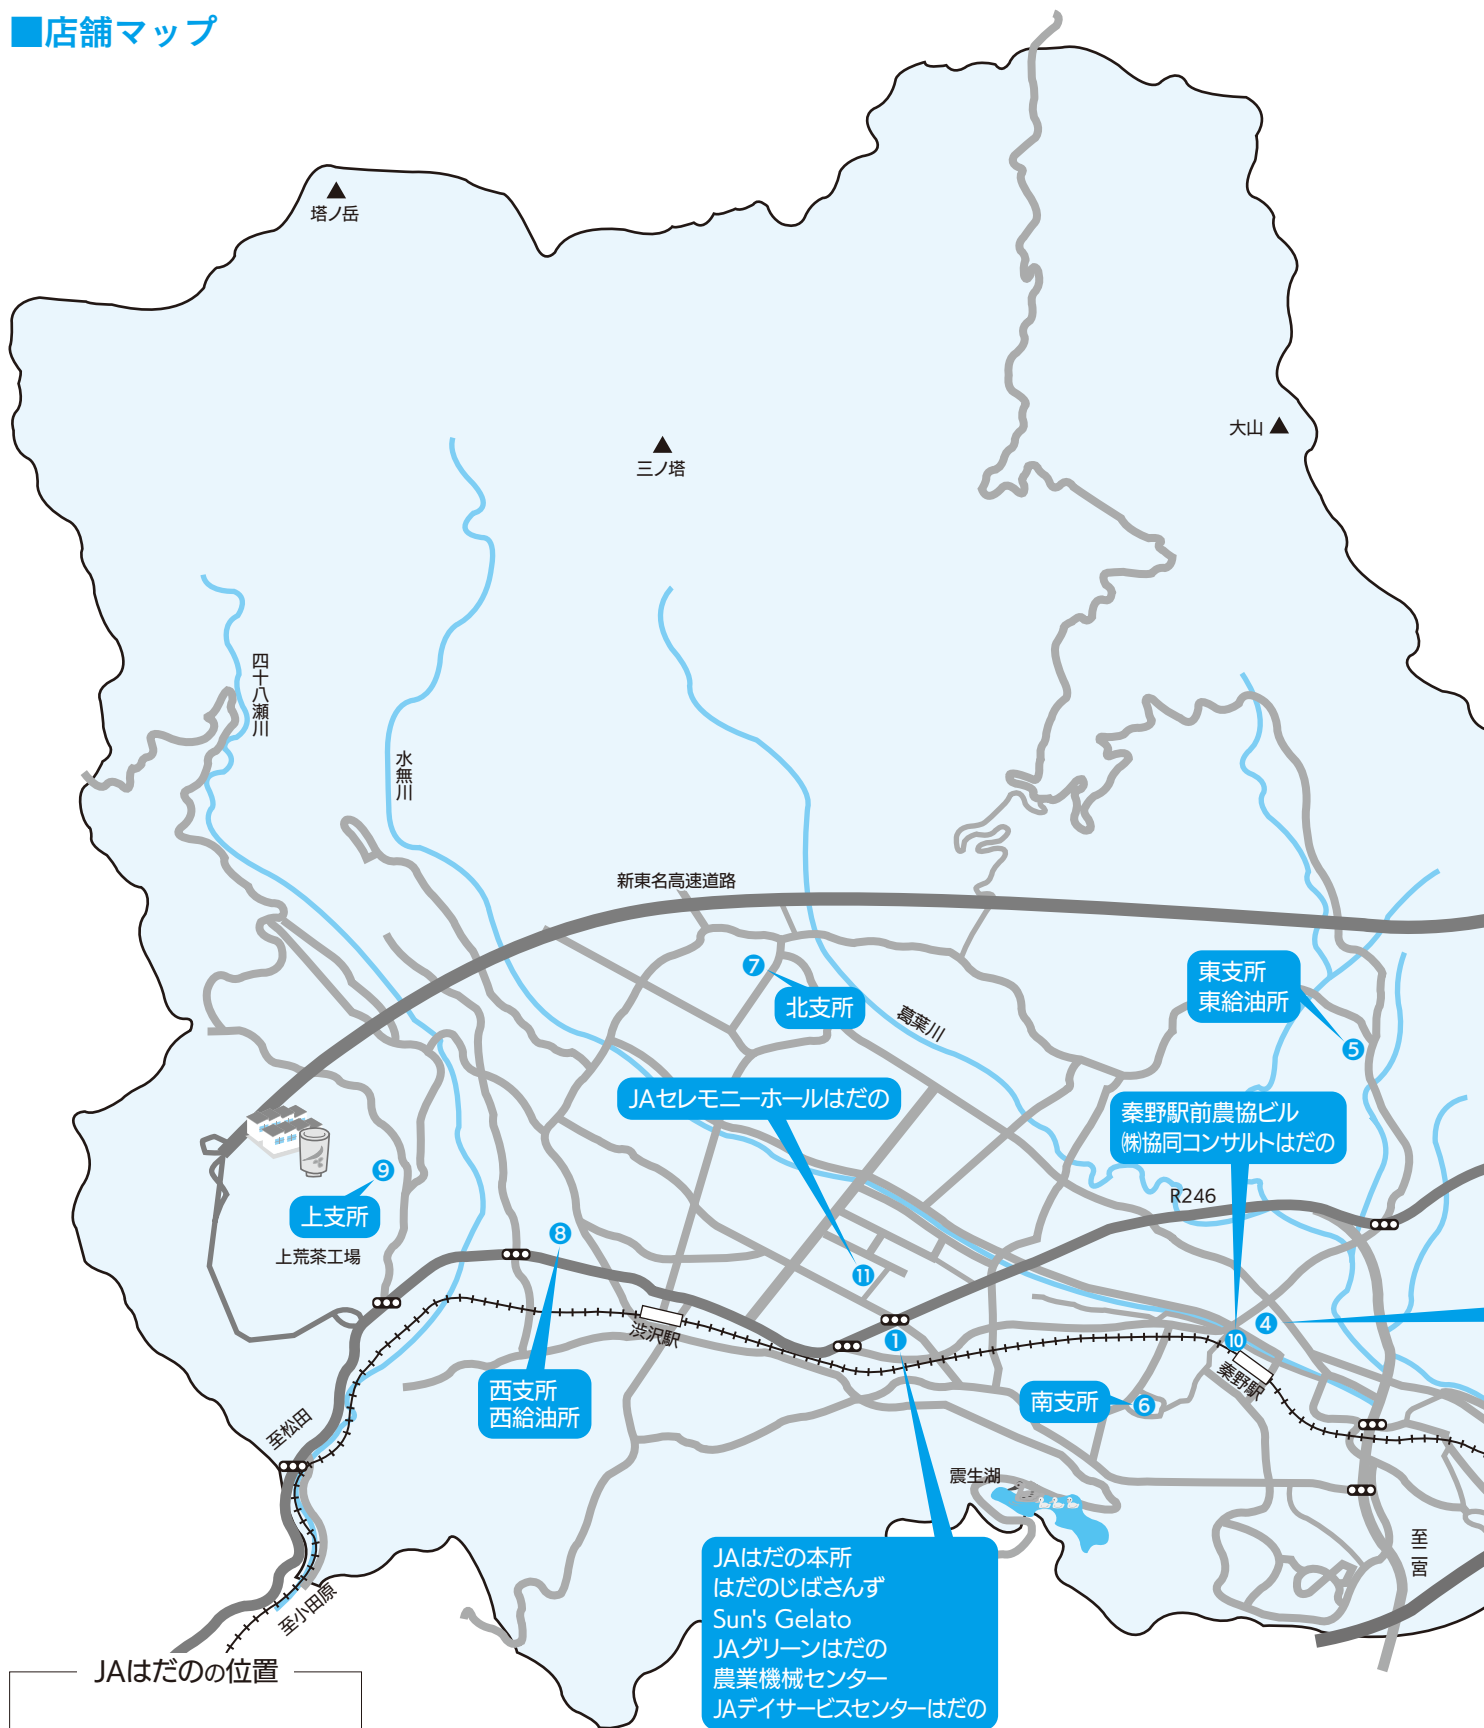 ■店舗マップ
塔ノ岳
三ノ塔
大山
四十八瀬川
水無川
新東名高速道路
⑦
北支所
葛葉川
東支所
東給油所
⑤
JAセレモニーホールはだの
秦野駅前農協ビル
㈱協同コンサルトはだの
R246
⑨
上支所
上荒茶工場
⑧
⑪
渋沢駅
①
④
⑩
秦野駅
西支所
西給油所
南支所
⑥
至松田
震生湖
至二宮
至小田原
JAはだの本所
はだのじばさんず
Sun's Gelato
JAグリーンはだの
農業機械センター
JAデイサービスセンターはだの
JAはだのの位置